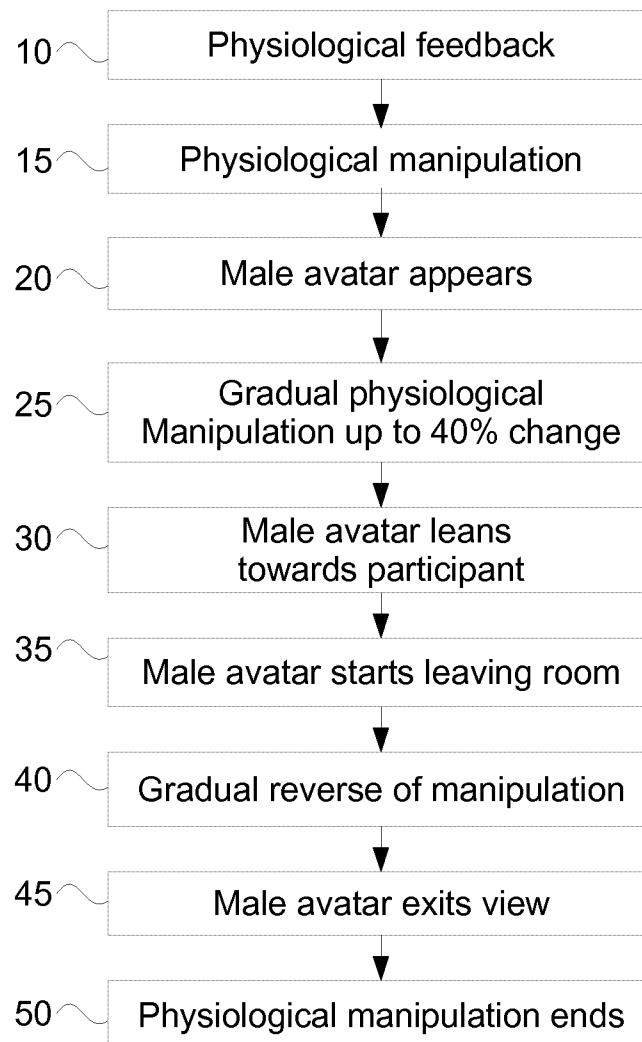 10 Physiological feedback
15 Physiological manipulation
20 Male avatar appears
25 Gradual physiological
Manipulation up to 40% change
30 Male avatar leans
towards participant
35 Male avatar starts leaving room
40 Gradual reverse of manipulation
45 Male avatar exits view
50 Physiological manipulation ends